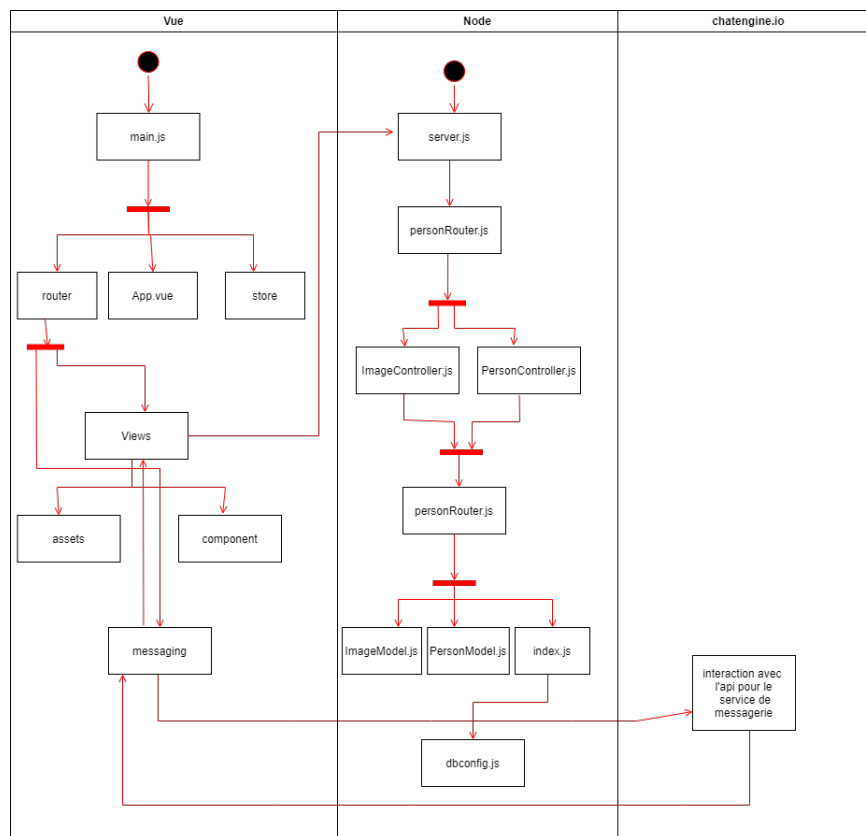 Vue
Node
chatengine.io
main.js
server.js
personRouter.js
router
App.vue
store
ImageController;js
PersonController.js
Views
personRouter.js
assets
component
messaging
ImageModel.js
PersonModel.js
index.js
interaction avec
l'api pour le
service de
messagerie
dbconfig.js